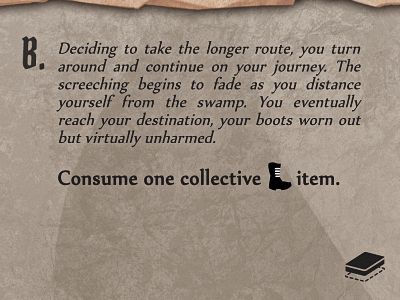 B.
Deciding to take the longer route, you turn
around and continue on your journey. The
screeching begins to fade as you distance
yourself from the swamp. You eventually
reach your destination, your boots worn out
but virtually unharmed.
Consume one collective item.